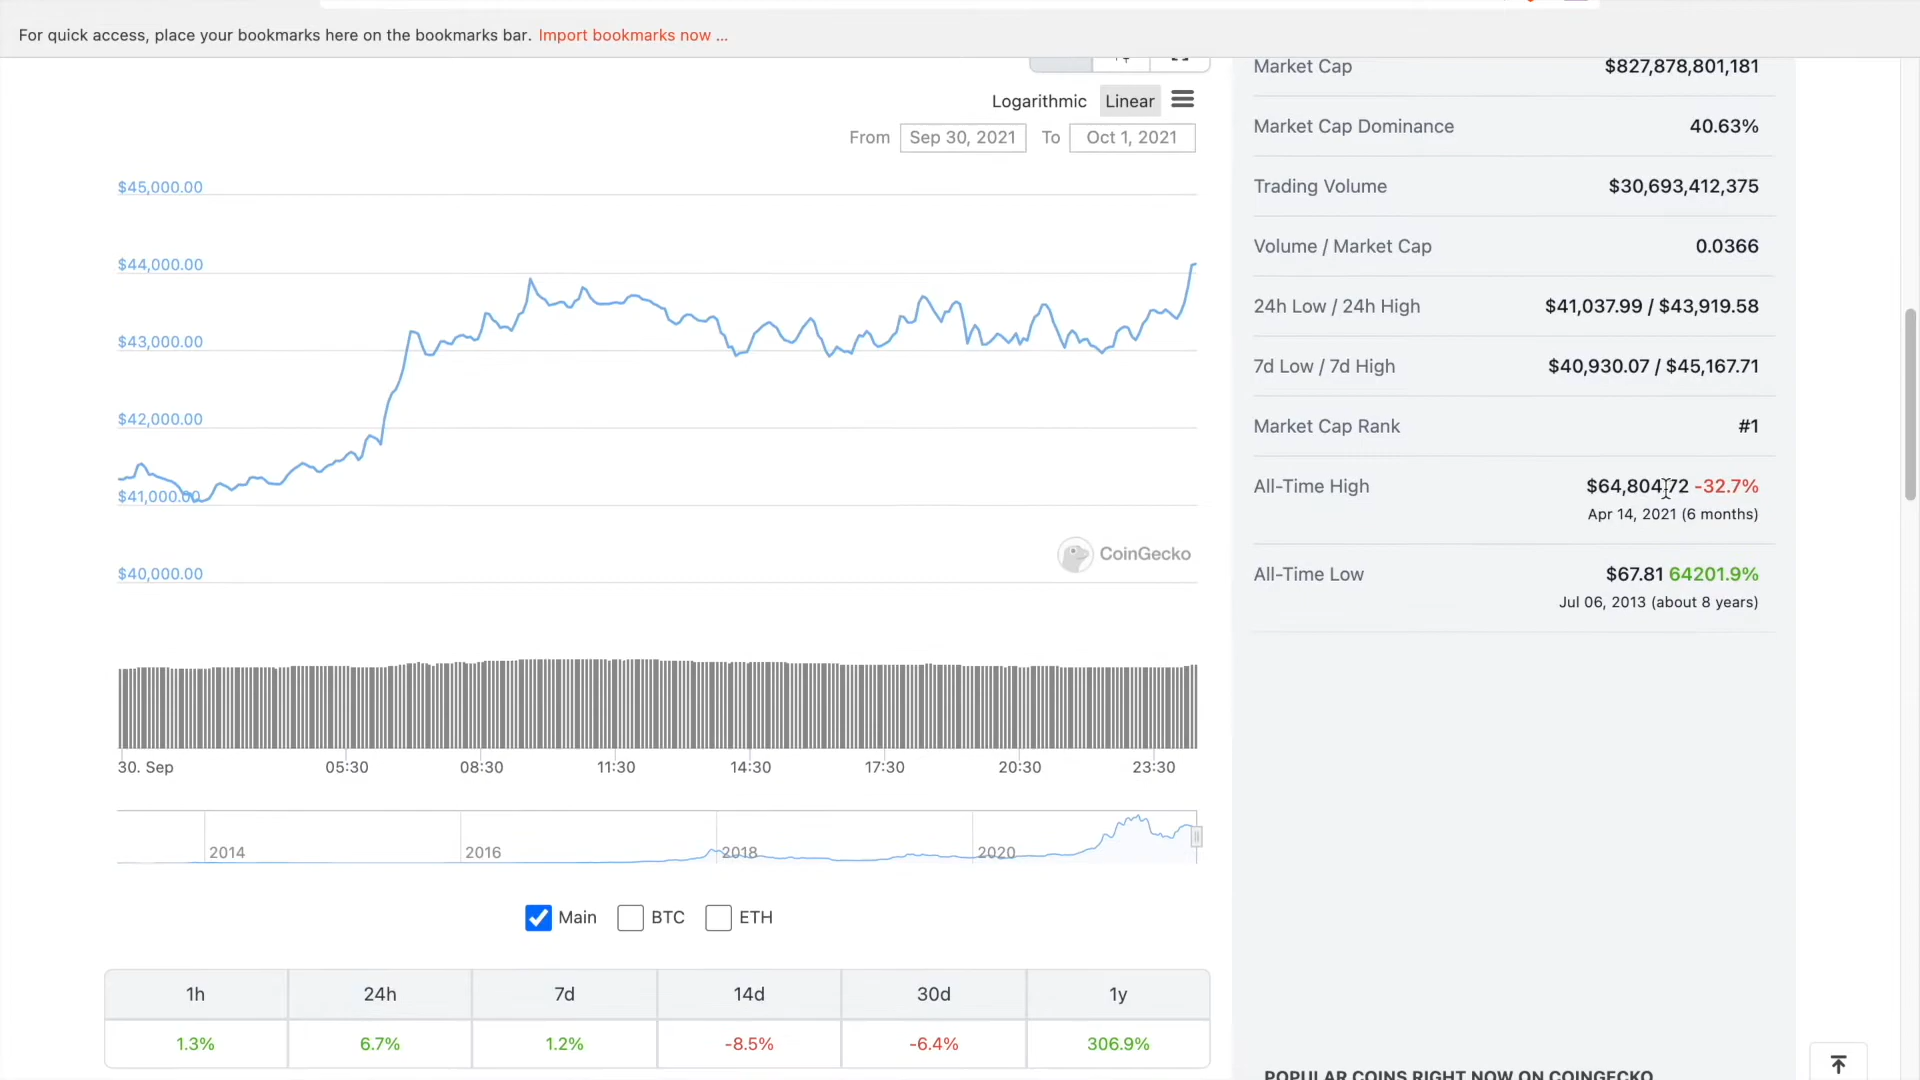 For quick access, place your bookmarks here on the bookmarks bar. Import bookmarks now ...
Logarithmic Linear
From Sep 30, 2021 To Oct 1, 2021
$45,000.00
$44,000.00
$43,000.00
$42,000.00
$41,000.00
$40,000.00
CoinGecko
30. Sep 05:30 08:30 11:30 14:30 17:30 20:30 23:30
2014 2016 2018 2020
Main BTC ETH
1h 24h 7d 14d 30d 1y
1.3% 6.7% 1.2% -8.5% -6.4% 306.9%
Market Cap $827,878,801,181
Market Cap Dominance 40.63%
Trading Volume $30,693,412,375
Volume / Market Cap 0.0366
24h Low / 24h High $41,037.99 / $43,919.58
7d Low / 7d High $40,930.07 / $45,167.71
Market Cap Rank #1
All-Time High $64,804.72 -32.7%
Apr 14, 2021 (6 months)
All-Time Low $67.81 64201.9%
Jul 06, 2013 (about 8 years)
POPULAR COINS RIGHT NOW ON COINGECKO